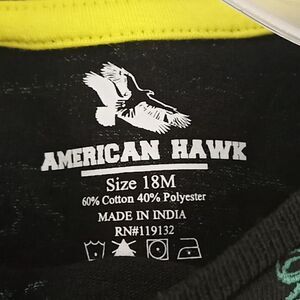 AMERICAN HAWK
Size 18M
60% Cotton 40% Polyester
MADE IN INDIA
RN#119132